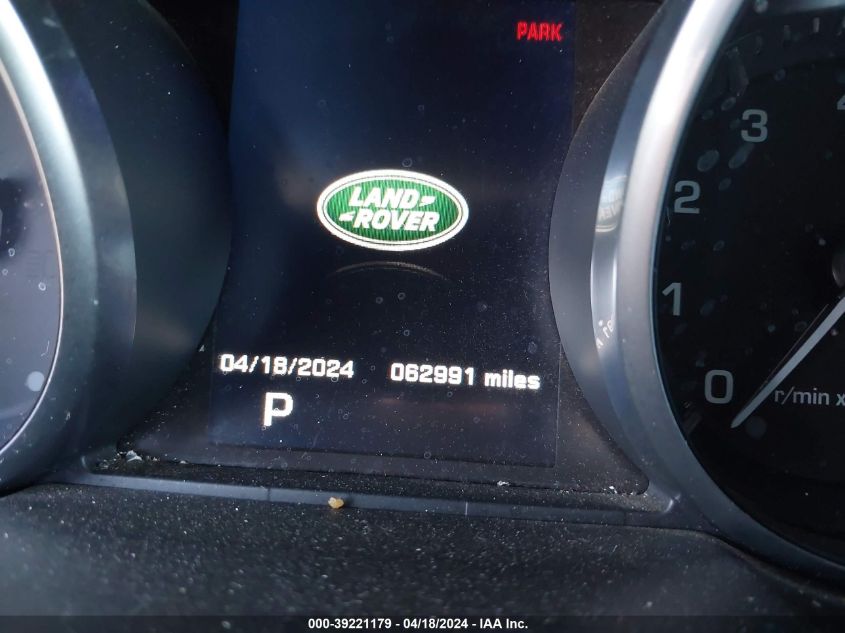 PARK
LAND
ROVER
04/18/2024 062991 miles
P
4
3
2
1
0
r/min x
000-39221179 - 04/18/2024 - IAA Inc.